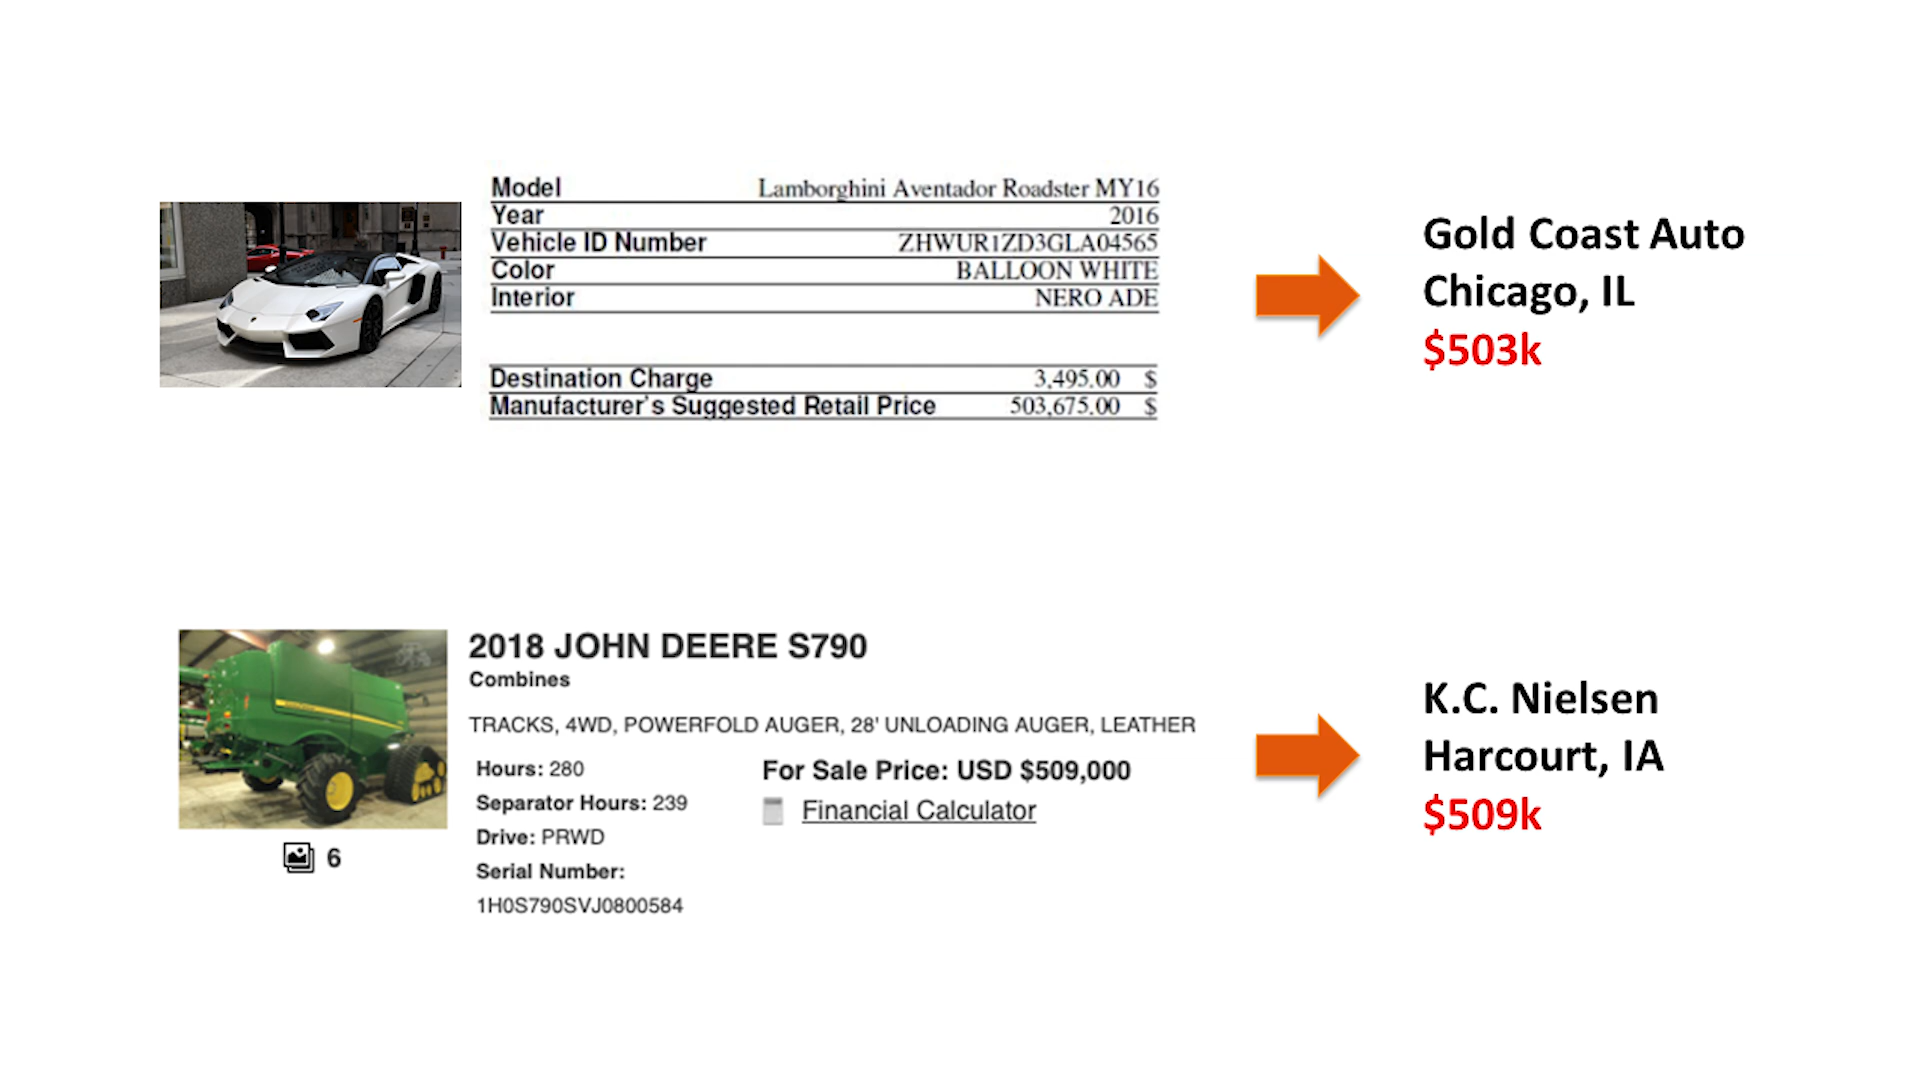 Model Lamborghini Aventador Roadster MY16
Year 2016
Vehicle ID Number ZHWUR1ZD3GLA04565
Color BALLOON WHITE
Interior NERO ADE
Destination Charge 3,495.00 $
Manufacturer's Suggested Retail Price 503,675.00 $
Gold Coast Auto
Chicago, IL
$503k
2018 JOHN DEERE S790
Combines
TRACKS, 4WD, POWERFOLD AUGER, 28' UNLOADING AUGER, LEATHER
Hours: 280
For Sale Price: USD $509,000
Separator Hours: 239
Financial Calculator
Drive: PRWD
Serial Number:
1H0S790SVJ0800584
6
K.C. Nielsen
Harcourt, IA
$509k